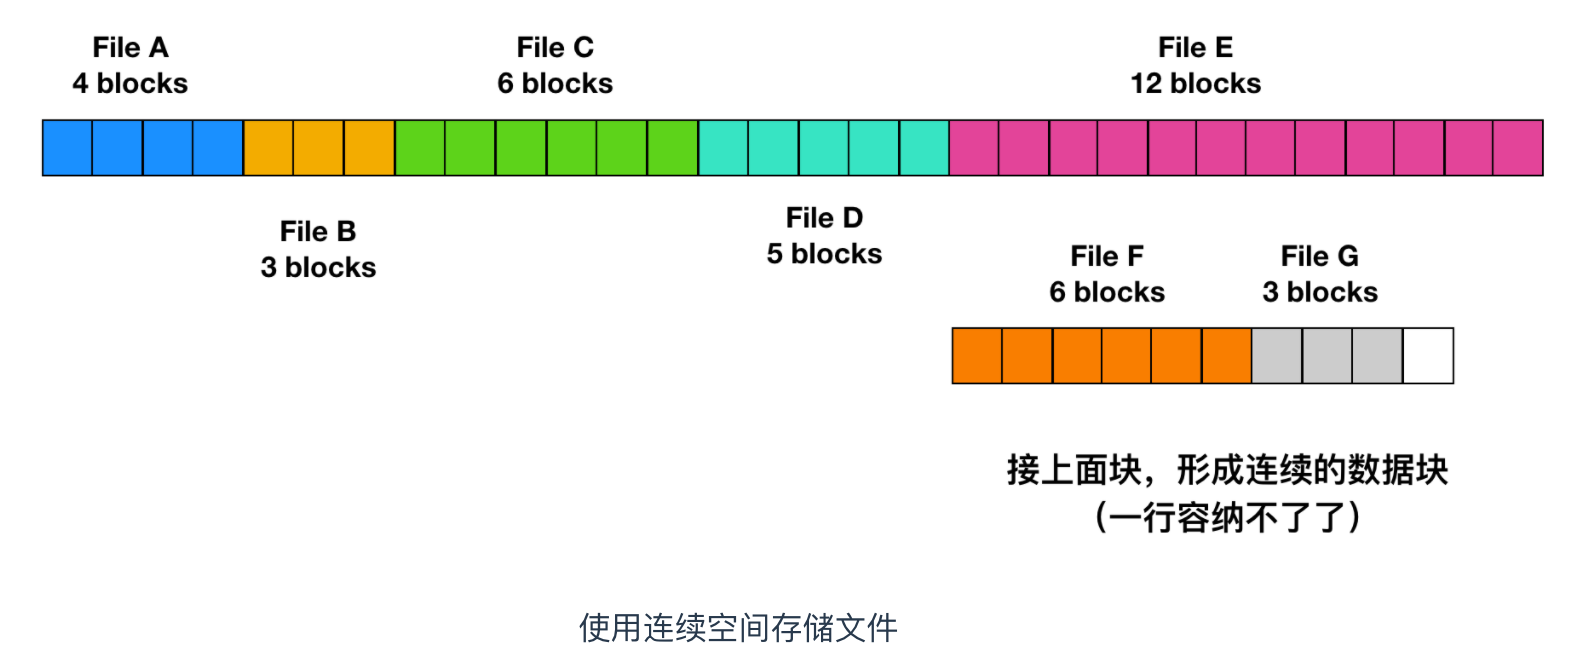 File A
4 blocks
File C
6 blocks
File E
12 blocks
File B
3 blocks
File D
5 blocks
File F
6 blocks
File G
3 blocks
接上面块，形成连续的数据块
（一行容纳不了了）
使用连续空间存储文件